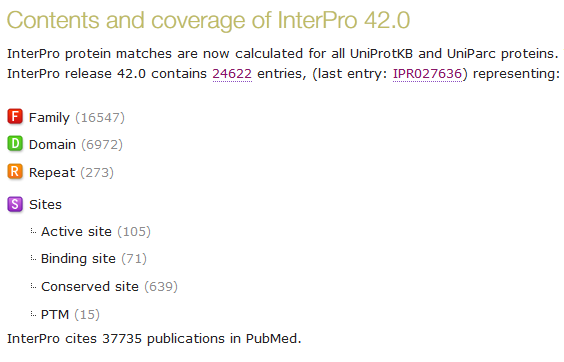 Contents and coverage of InterPro 42.0
InterPro protein matches are now calculated for all UniProtKB and UniParc proteins.
InterPro release 42.0 contains 24622 entries, (last entry: IPR027636) representing:
F Family (16547)
D Domain (6972)
R Repeat (273)
S Sites
Active site (105)
Binding site (71)
Conserved site (639)
PTM (15)
InterPro cites 37735 publications in PubMed.